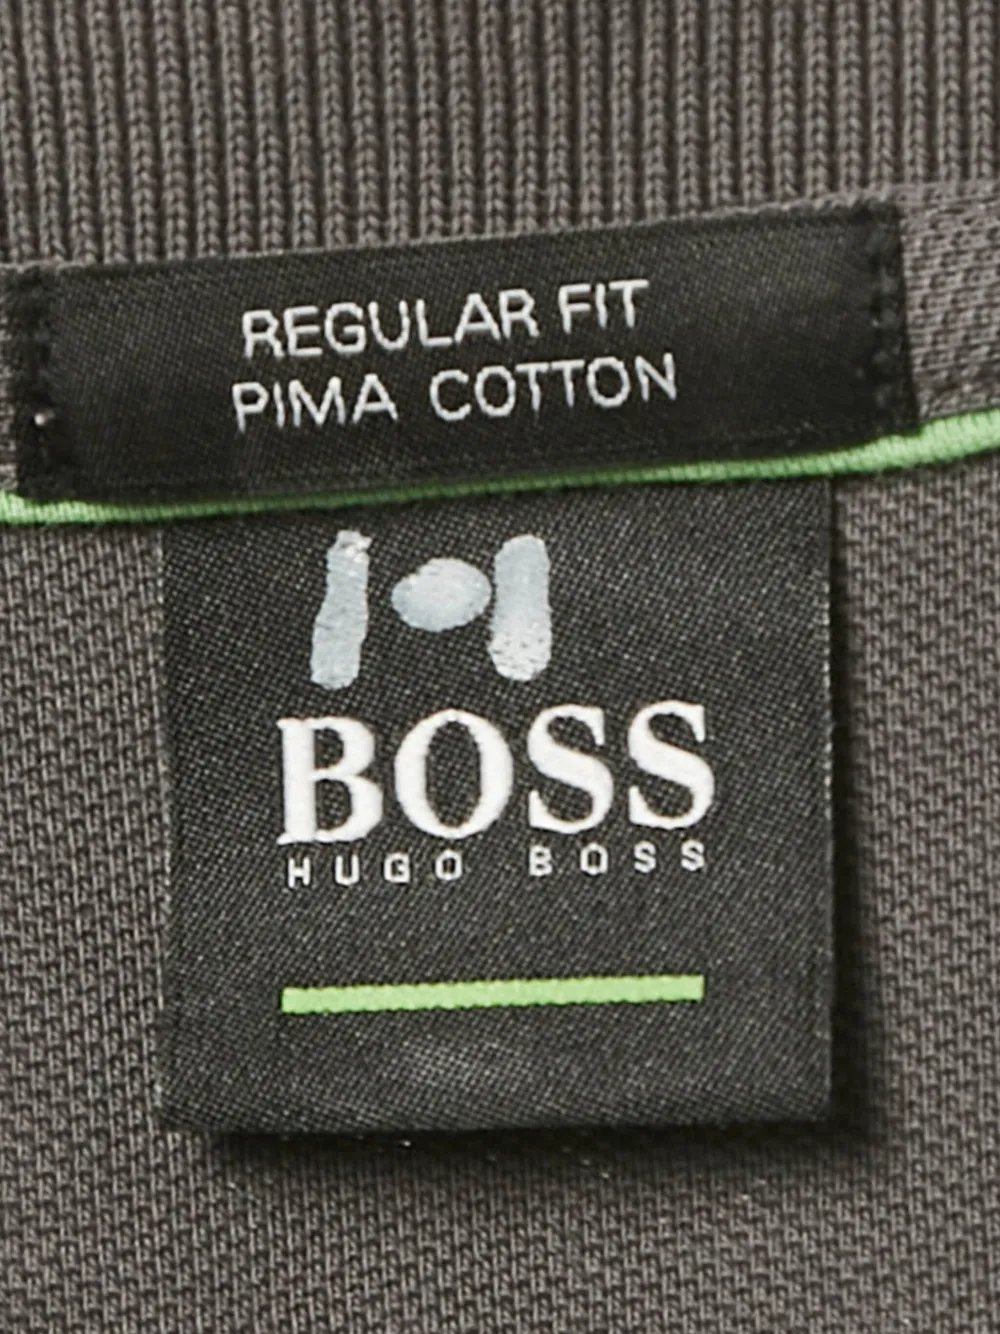 REGULAR FIT
PIMA COTTON
BOSS
HUGO BOSS